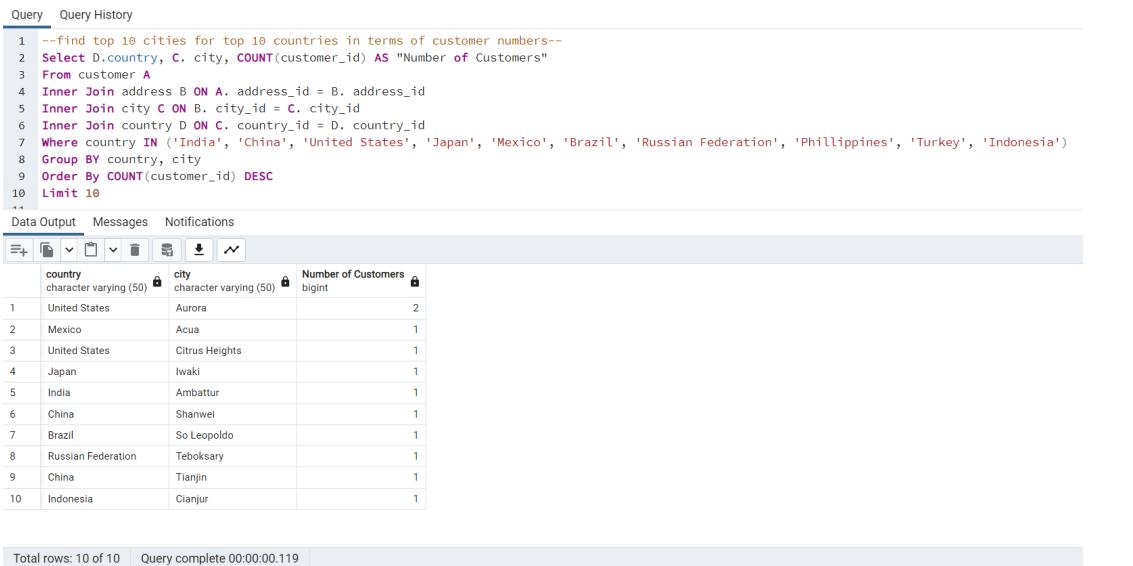 Query Query History
1 --find top 10 cities for top 10 countries in terms of customer numbers--
2 Select D.country, C. city, COUNT(customer_id) AS "Number of Customers"
3 From customer A
4 Inner Join address B ON A. address_id = B. address_id
5 Inner Join city C ON B. city_id = C. city_id
6 Inner Join country D ON C. country_id = D. country_id
7 Where country IN ('India', 'China', 'United States', 'Japan', 'Mexico', 'Brazil', 'Russian Federation', 'Phillippines', 'Turkey', 'Indonesia')
8 Group BY country, city
9 Order By COUNT(customer_id) DESC
10 Limit 10
Data Output Messages Notifications
country city Number of Customers
character varying (50) character varying (50) bigint
1 United States Aurora 2
2 Mexico Acua 1
3 United States Citrus Heights 1
4 Japan Iwaki 1
5 India Ambattur 1
6 China Shanwei 1
7 Brazil So Leopoldo 1
8 Russian Federation Teboksary 1
9 China Tianjin 1
10 Indonesia Cianjur 1
Total rows: 10 of 10 Query complete 00:00:00.119